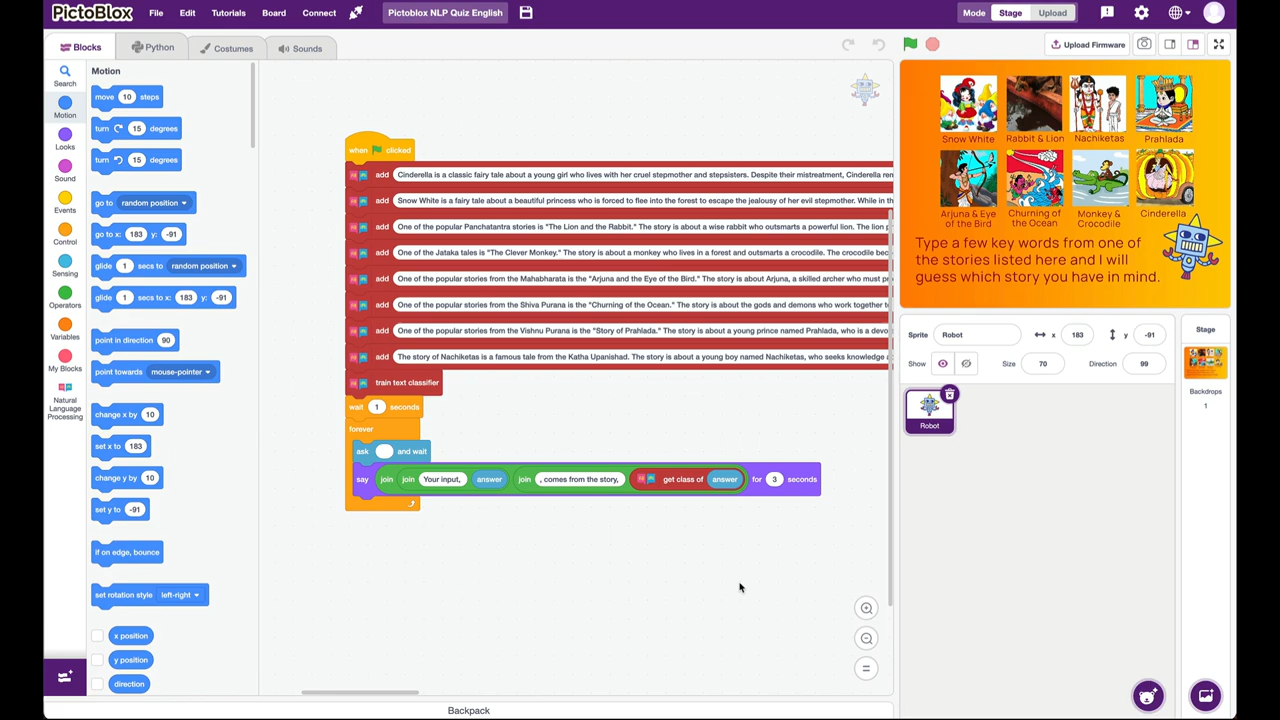 PictoBlox File Edit Tutorials Board Connect Pictoblox NLP Quiz English Mode Stage Upload
Blocks Python Costumes Sounds
Upload Firmware
Search
Motion
Looks
Sound
Events
Control
Sensing
Operators
Variables
My Blocks
Natural
Language
Processing
Motion
move 10 steps
turn 15 degrees
turn 15 degrees
go to random position
go to x: 183 y: -91
glide 1 secs to random position
glide 1 secs to x: 183 y: -91
point in direction 90
point towards mouse-pointer
change x by 10
set x to 183
change y by 10
set y to -91
if on edge, bounce
set rotation style left-right
x position
y position
direction
when clicked
add Cinderella is a classic fairy tale about a young girl who lives with her cruel stepmother and stepsisters. Despite their mistreatment, Cinderella ren
add Snow White is a fairy tale about a beautiful princess who is forced to flee into the forest to escape the jealousy of her evil stepmother. While in th
add One of the popular Panchatantra stories is "The Lion and the Rabbit." The story is about a wise rabbit who outsmarts a powerful lion. The lion p
add One of the Jataka tales is "The Clever Monkey." The story is about a monkey who lives in a forest and outsmarts a crocodile. The crocodile bec
add One of the popular stories from the Mahabharata is the "Arjuna and the Eye of the Bird." The story is about Arjuna, a skilled archer who must pr
add One of the popular stories from the Shiva Purana is the "Churning of the Ocean." The story is about the gods and demons who work together to
add One of the popular stories from the Vishnu Purana is the "Story of Prahlada." The story is about a young prince named Prahlada, who is a devo
add The story of Nachiketas is a famous tale from the Katha Upanishad. The story is about a young boy named Nachiketas, who seeks knowledge a
train text classifier
wait 1 seconds
forever
ask and wait
say join join Your input, answer join , comes from the story, get class of answer for 3 seconds
Snow White Rabbit & Lion Nachiketas Prahlada
Arjuna & Eye of the Bird
Churning of the Ocean
Monkey & Crocodile
Cinderella
Type a few key words from one of
the stories listed here and I will
guess which story you have in mind.
Sprite Robot x 183 y -91
Show Size 70 Direction 99
Robot
Stage
Backdrops
1
Backpack